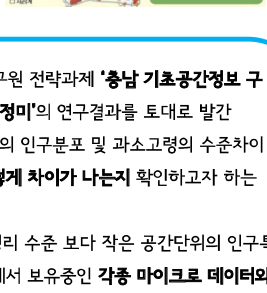 구원 전략과제 '충남 기초공간정보 구
정미'의 연구결과를 토대로 발간
의 인구분포 및 과소고령의 수준차이
렇게 차이가 나는지 확인하고자 하는
리 수준 보다 작은 공간단위의 인구특
에서 보유중인 각종 마이크로 데이터와